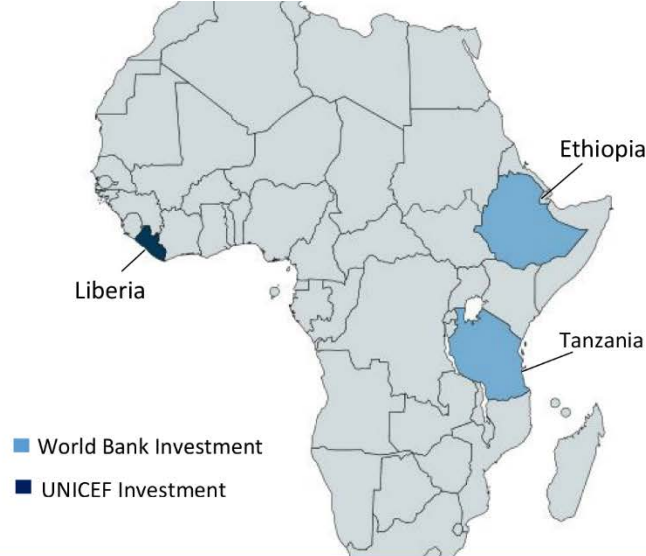 Ethiopia
Liberia
Tanzania
World Bank Investment
UNICEF Investment